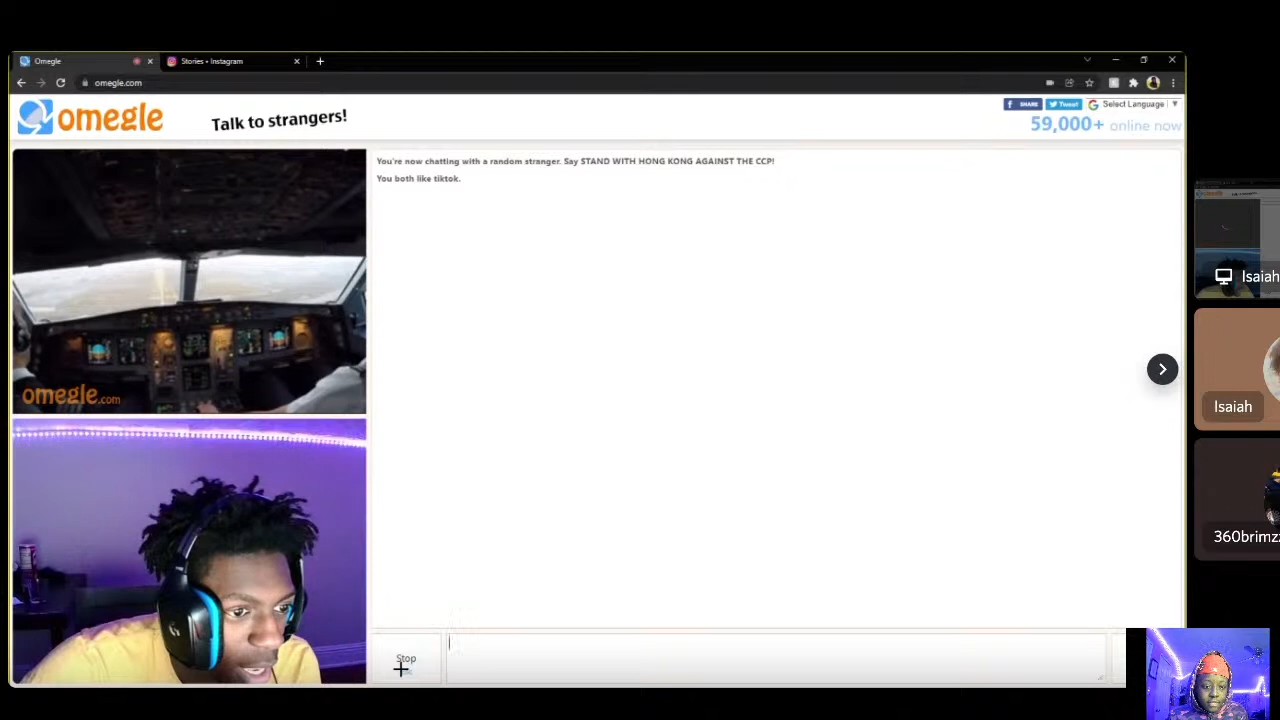 Omegle
Stories • Instagram
omegle.com
omegle
Talk to strangers!
SHARE
Tweet
Select Language
59,000+ online now
You're now chatting with a random stranger. Say STAND WITH HONG KONG AGAINST THE CCP!
You both like tiktok.
omegle.com
Stop
Isaiah
Isaiah
360brimz